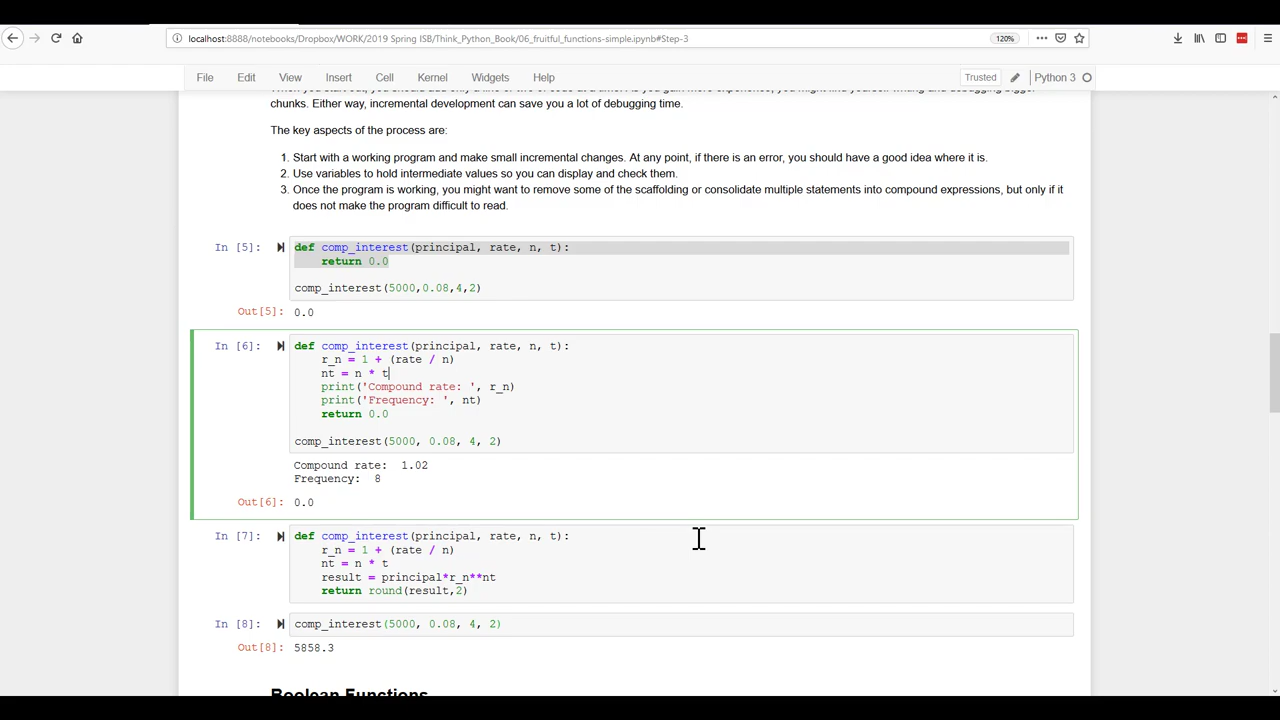 localhost:8888/notebooks/Dropbox/WORK/2019 Spring ISB/Think_Python_Book/06_fruitful_functions-simple.ipynb#Step-3
120%
File Edit View Insert Cell Kernel Widgets Help
Trusted
Python 3
chunks. Either way, incremental development can save you a lot of debugging time.
The key aspects of the process are:
1. Start with a working program and make small incremental changes. At any point, if there is an error, you should have a good idea where it is.
2. Use variables to hold intermediate values so you can display and check them.
3. Once the program is working, you might want to remove some of the scaffolding or consolidate multiple statements into compound expressions, but only if it
does not make the program difficult to read.
In [5]: def comp_interest(principal, rate, n, t):
return 0.0
comp_interest(5000,0.08,4,2)
Out[5]: 0.0
In [6]: def comp_interest(principal, rate, n, t):
r_n = 1 + (rate / n)
nt = n * t
print('Compound rate: ', r_n)
print('Frequency: ', nt)
return 0.0
comp_interest(5000, 0.08, 4, 2)
Compound rate:  1.02
Frequency:  8
Out[6]: 0.0
In [7]: def comp_interest(principal, rate, n, t):
r_n = 1 + (rate / n)
nt = n * t
result = principal*r_n**nt
return round(result,2)
In [8]: comp_interest(5000, 0.08, 4, 2)
Out[8]: 5858.3
Boolean Functions